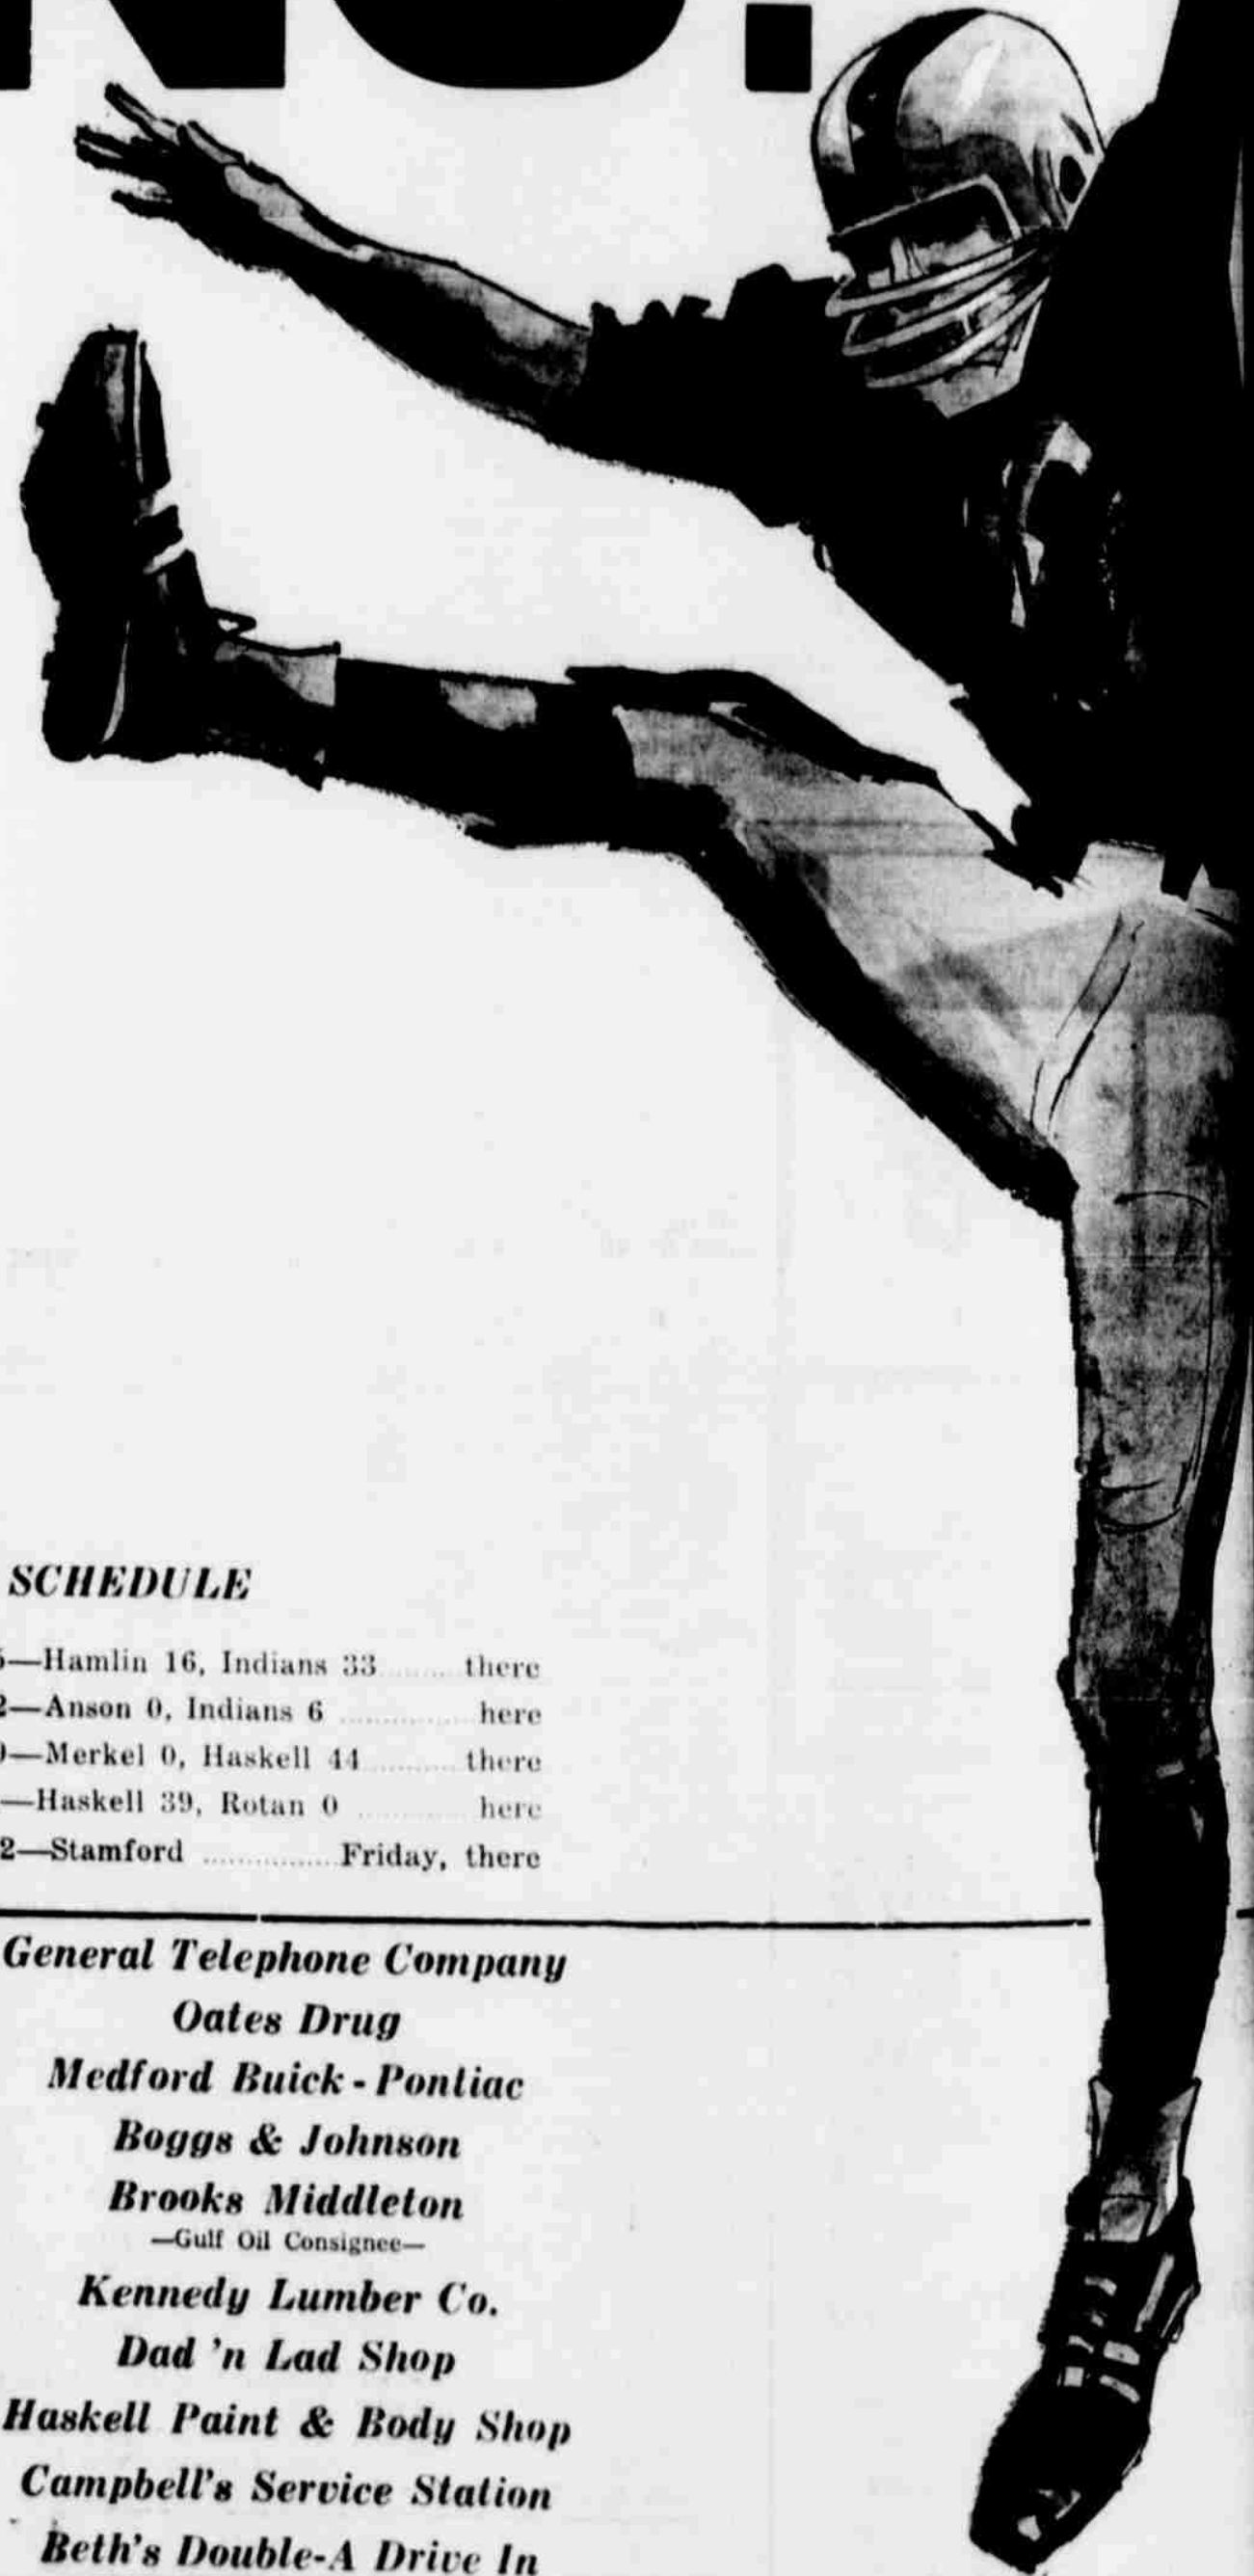 SCHEDULE
—Hamlin 16, Indians 33 ........ there
2—Anson 0, Indians 6 .............. here
—Merkel 0, Haskell 44 ......... there
—Haskell 39, Rotan 0 ........... here
2—Stamford ............... Friday, there
General Telephone Company
Oates Drug
Medford Buick - Pontiac
Boggs & Johnson
Brooks Middleton
—Gulf Oil Consignee—
Kennedy Lumber Co.
Dad 'n Lad Shop
Haskell Paint & Body Shop
Campbell's Service Station
Beth's Double-A Drive In